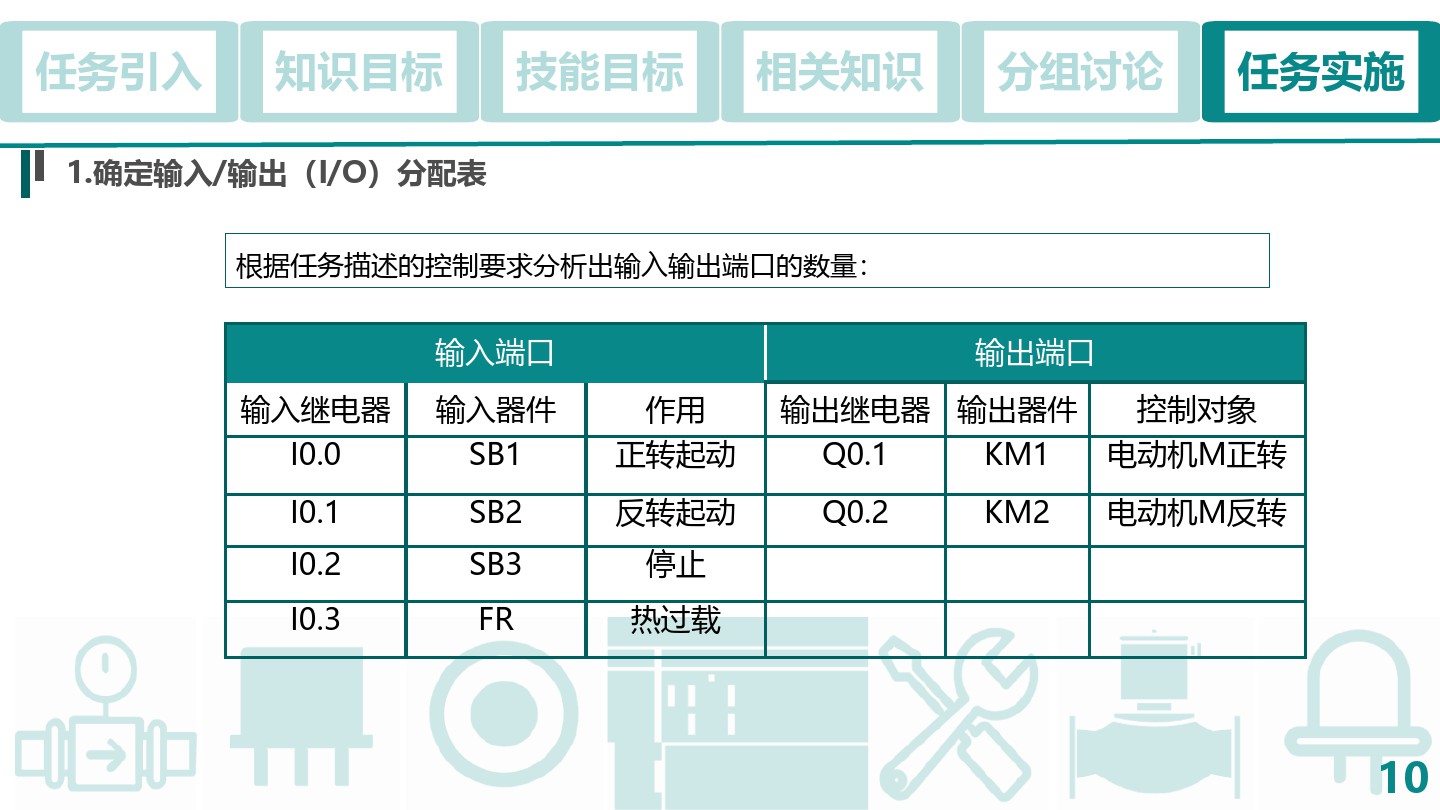 任务引入 知识目标 技能目标 相关知识 分组讨论 任务实施
1.确定输入/输出（I/O）分配表
根据任务描述的控制要求分析出输入输出端口的数量：
输入端口 输出端口
输入继电器 输入器件 作用 输出继电器 输出器件 控制对象
I0.0 SB1 正转起动 Q0.1 KM1 电动机M正转
I0.1 SB2 反转起动 Q0.2 KM2 电动机M反转
I0.2 SB3 停止
I0.3 FR 热过载
10